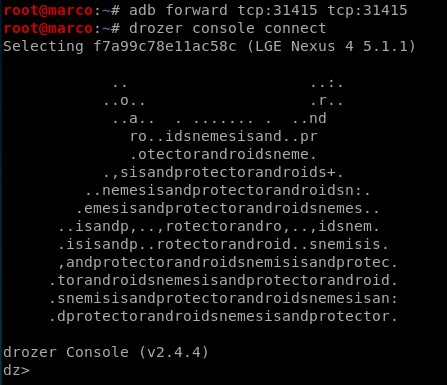 root@marco:~# adb forward tcp:31415 tcp:31415
root@marco:~# drozer console connect
Selecting f7a99c78e11ac58c (LGE Nexus 4 5.1.1)
..                    ..:.
..o..                  .r..
..a..  . ....... .  ..nd
ro..idsnemesisand..pr
.otectorandroidsneme.
.,sisandprotectorandroids+.
..nemesisandprotectorandroidsn:.
.emesisandprotectorandroidsnemes..
..isandp,..,rotectorandro,..,idsnem.
.isisandp..rotectorandroid..snemisis.
,andprotectorandroidsnemisisandprotec.
.torandroidsnemesisandprotectorandroid.
.snemisisandprotectorandroidsnemesisan:
.dprotectorandroidsnemesisandprotector.
drozer Console (v2.4.4)
dz>